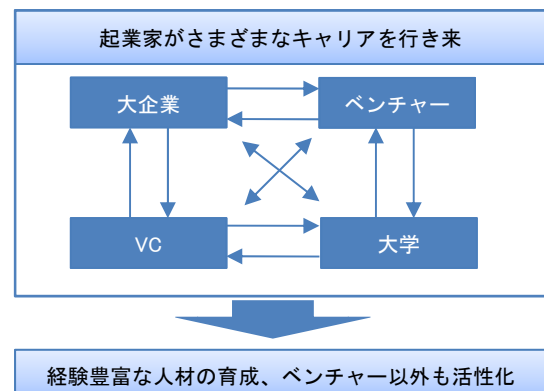 起業家がさまざまなキャリアを行き来
大企業
ベンチャー
VC
大学
経験豊富な人材の育成、ベンチャー以外も活性化